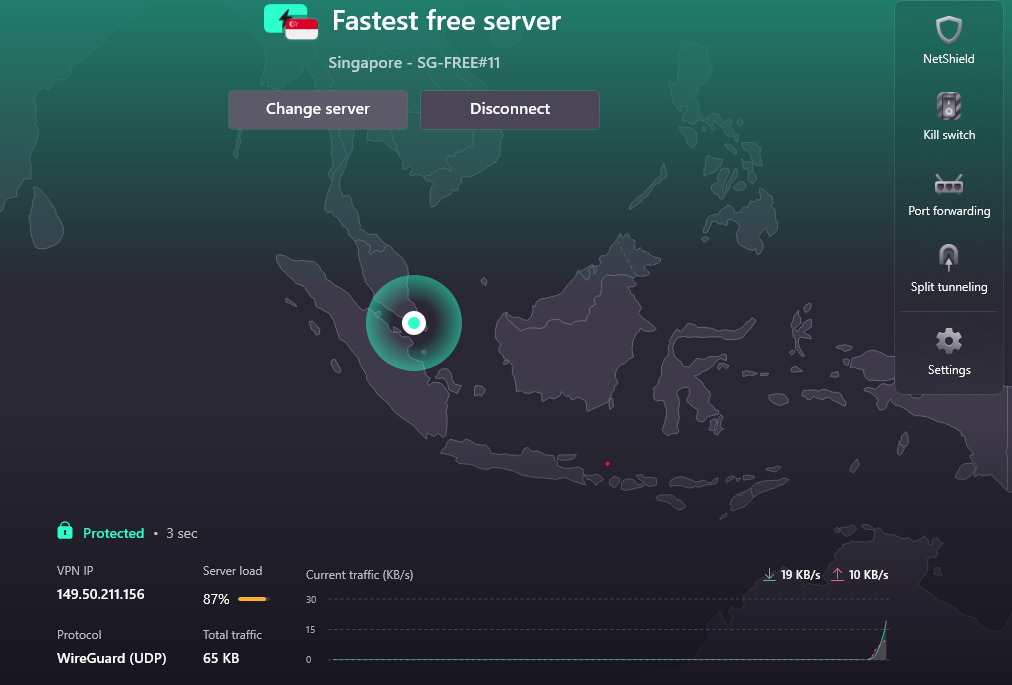 Fastest free server
Singapore - SG-FREE#11
Change server
Disconnect
NetShield
Kill switch
Port forwarding
Split tunneling
Settings
Protected • 3 sec
VPN IP
149.50.211.156
Server load
87%
Protocol
WireGuard (UDP)
Total traffic
65 KB
Current traffic (KB/s)
19 KB/s
10 KB/s
30
15
0